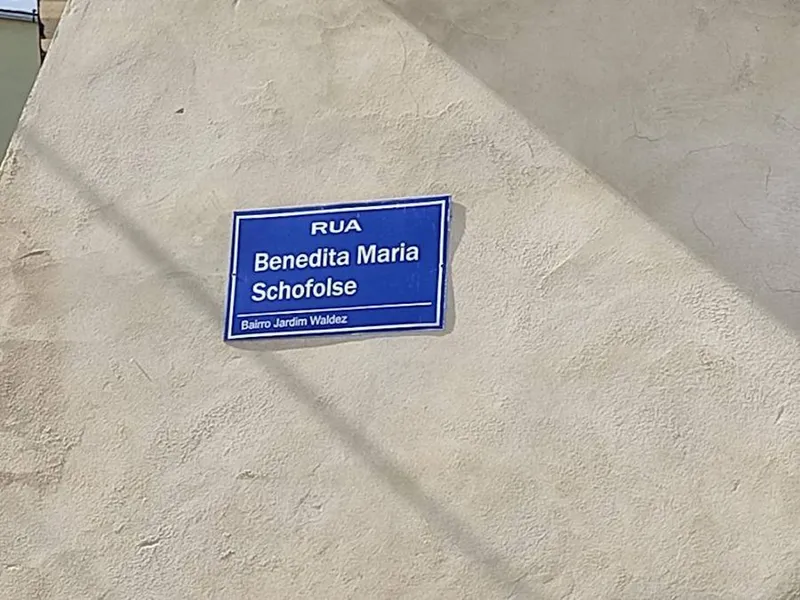 RUA
Benedita Maria
Schofolse
Bairro Jardim Waldez